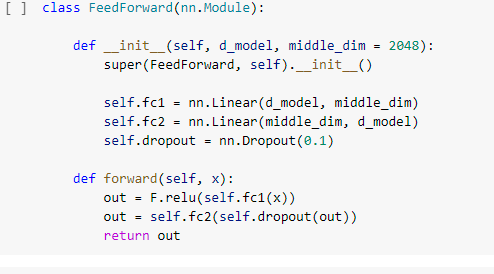 [ ] class FeedForward(nn.Module):
def __init__(self, d_model, middle_dim = 2048):
super(FeedForward, self).__init__()
self.fc1 = nn.Linear(d_model, middle_dim)
self.fc2 = nn.Linear(middle_dim, d_model)
self.dropout = nn.Dropout(0.1)
def forward(self, x):
out = F.relu(self.fc1(x))
out = self.fc2(self.dropout(out))
return out